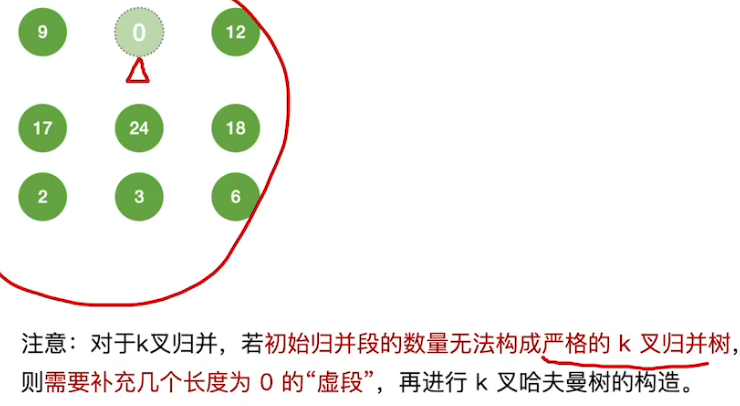 9 0 12
17 24 18
2 3 6
注意：对于k叉归并，若初始归并段的数量无法构成严格的 k 叉归并树，
则需要补充几个长度为 0 的“虚段”，再进行 k 叉哈夫曼树的构造。